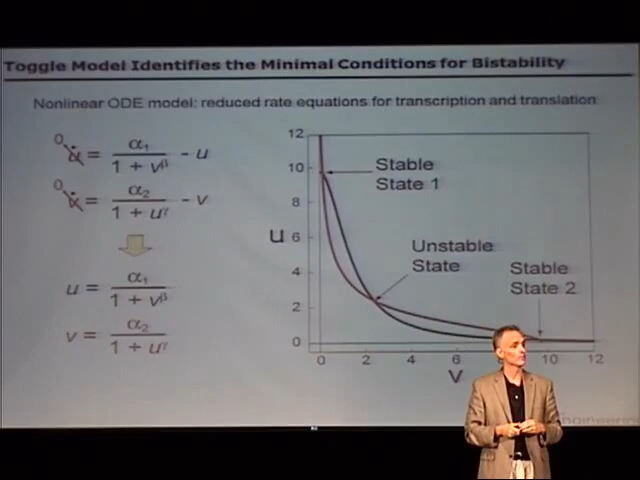 Toggle Model Identifies the Minimal Conditions for Bistability
Nonlinear ODE model: reduced rate equations for transcription and translation
0 u̇ = α₁ / (1 + v^β) - u
0 v̇ = α₂ / (1 + u^γ) - v
u = α₁ / (1 + v^β)
v = α₂ / (1 + u^γ)
12
10
8
6
4
2
0
u
Stable
State 1
Unstable
State
Stable
State 2
0 2 4 6 10 12
v